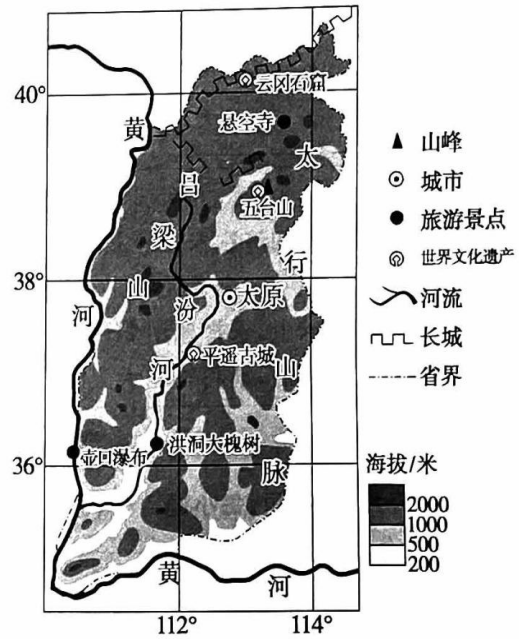 40°
38°
36°
112°
114°
云冈石窟
悬空寺
五台山
太原
平遥古城
洪洞大槐树
壶口瀑布
黄
河
吕
梁
山
汾
河
太
行
山
脉
黄
河
山峰
城市
旅游景点
世界文化遗产
河流
长城
省界
海拔/米
2000
1000
500
200